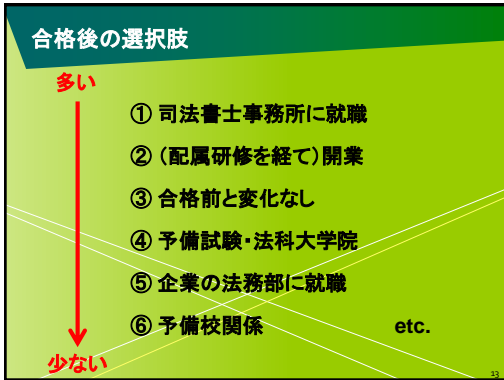 合格後の選択肢
多い
① 司法書士事務所に就職
② （配属研修を経て）開業
③ 合格前と変化なし
④ 予備試験・法科大学院
⑤ 企業の法務部に就職
⑥ 予備校関係 etc.
少ない
13